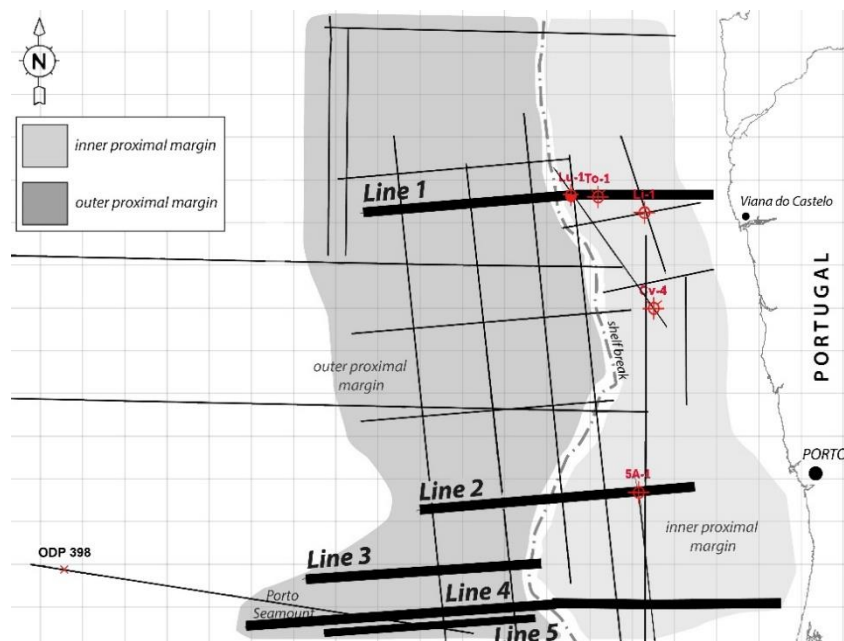 N
inner proximal margin
outer proximal margin
Line 1
Lu-1
To-1
Li-1
Viana do Castelo
PORTUGAL
Cv-4
shelf break
outer proximal
margin
PORTO
5A-1
Line 2
inner proximal
margin
ODP 398
Line 3
Porto
Seamount
Line 4
Line 5